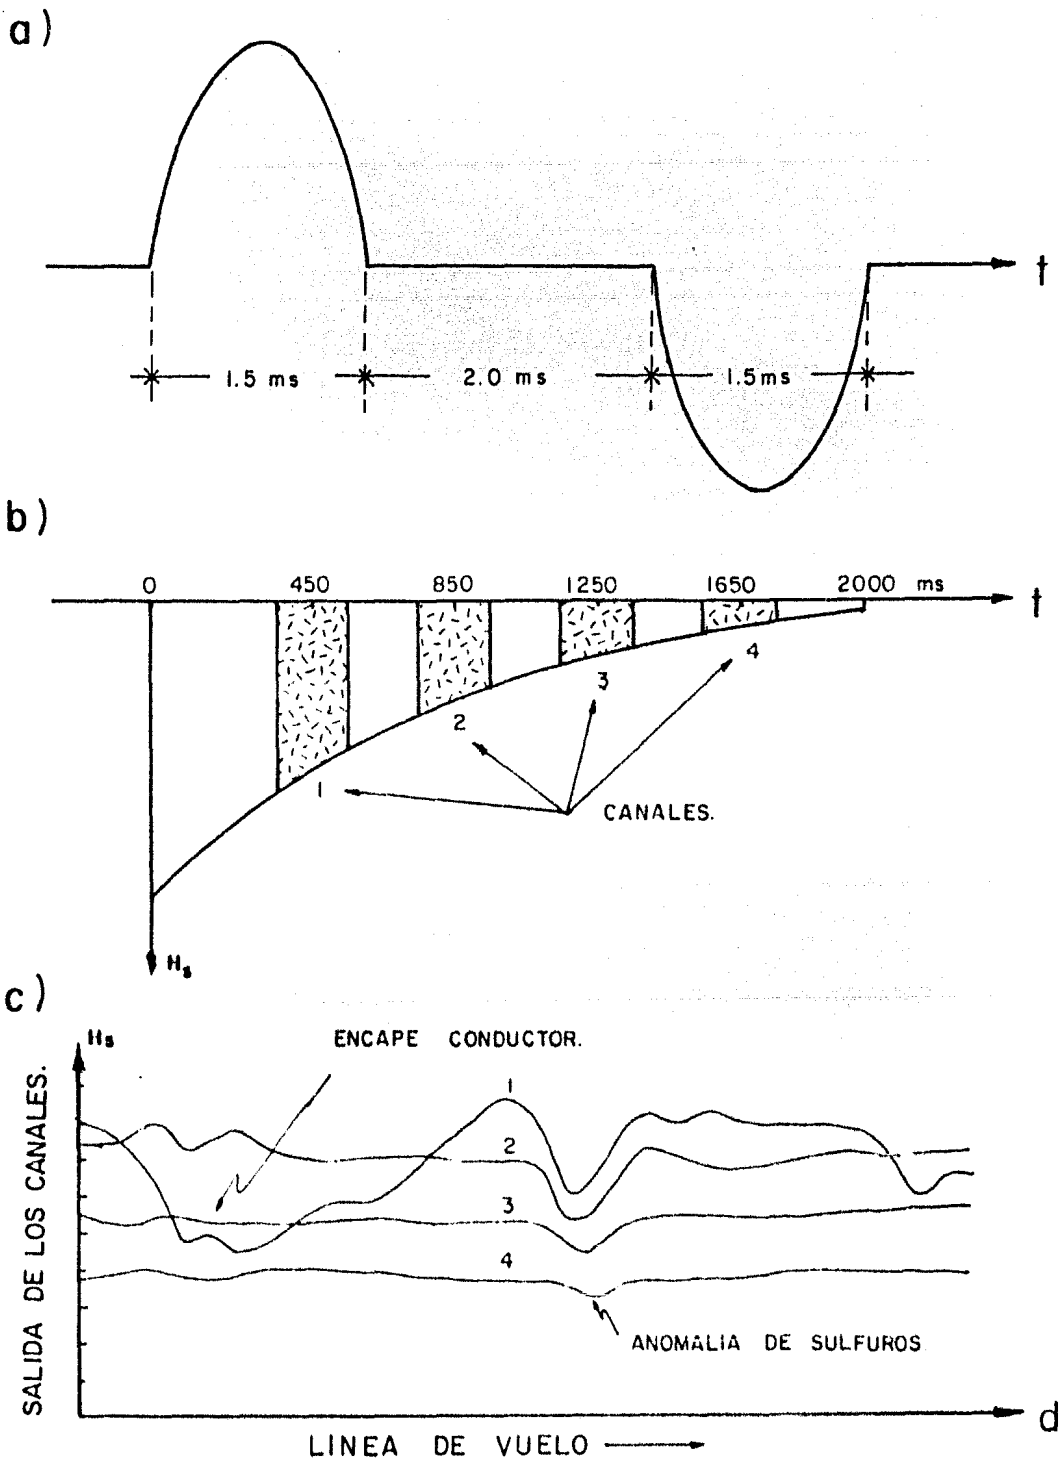 a)
t
1.5 ms 2.0 ms 1.5ms
b)
0 450 850 1250 1650 2000 ms
t
4
3
2
1
CANALES.
Hs
c)
Hs
ENCAPE CONDUCTOR.
1
2
3
4
SALIDA DE LOS CANALES.
ANOMALIA DE SULFUROS
d
LINEA DE VUELO